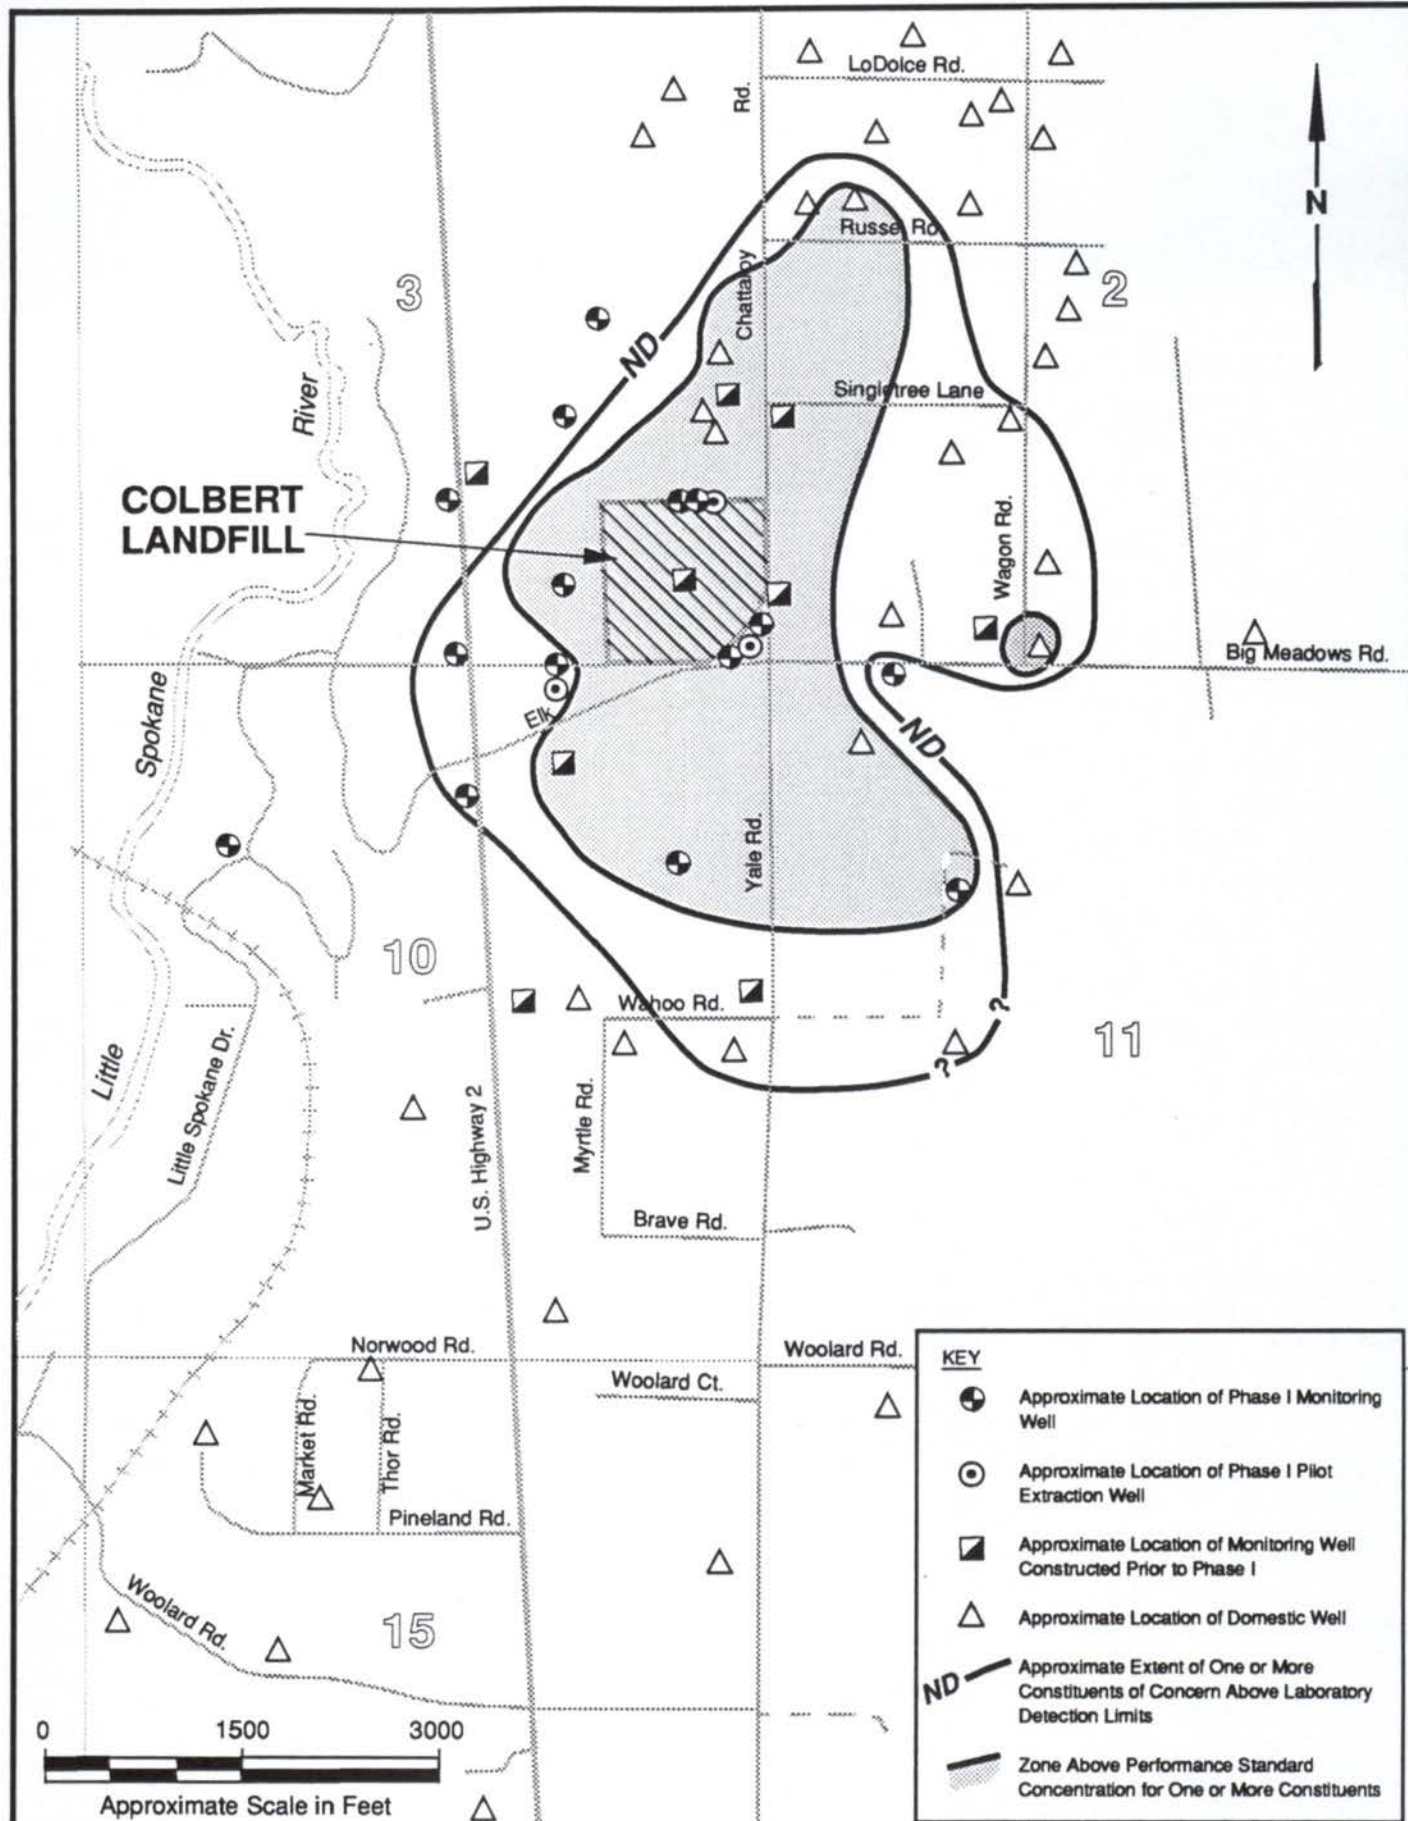 LoDolce Rd.
Rd.
N
Russel Rd
3
2
Chattaroy
ND
River
Singletree Lane
COLBERT
LANDFILL
Wagon Rd.
Big Meadows Rd.
Spokane
Elk
ND
Yale Rd.
10
Wahoo Rd.
?
11
?
Little
Little Spokane Dr.
U.S. Highway 2
Myrtle Rd.
Brave Rd.
Norwood Rd.
Woolard Rd.
Woolard Ct.
Market Rd.
Thor Rd.
Pineland Rd.
Woolard Rd.
15
0 1500 3000
Approximate Scale in Feet
KEY
Approximate Location of Phase I Monitoring
Well
Approximate Location of Phase I Pilot
Extraction Well
Approximate Location of Monitoring Well
Constructed Prior to Phase I
Approximate Location of Domestic Well
ND
Approximate Extent of One or More
Constituents of Concern Above Laboratory
Detection Limits
Zone Above Performance Standard
Concentration for One or More Constituents